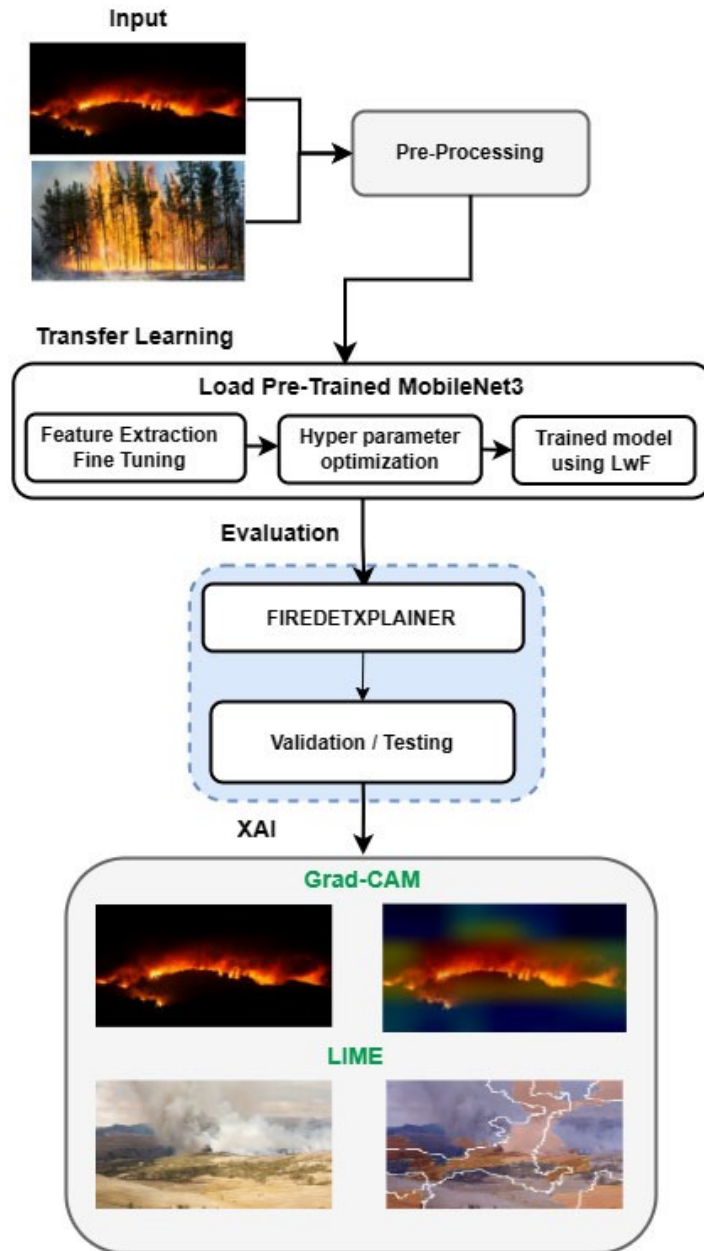 Input
Pre-Processing
Transfer Learning
Load Pre-Trained MobileNet3
Feature Extraction
Fine Tuning
Hyper parameter
optimization
Trained model
using LwF
Evaluation
FIREDETXPLAINER
Validation / Testing
XAI
Grad-CAM
LIME